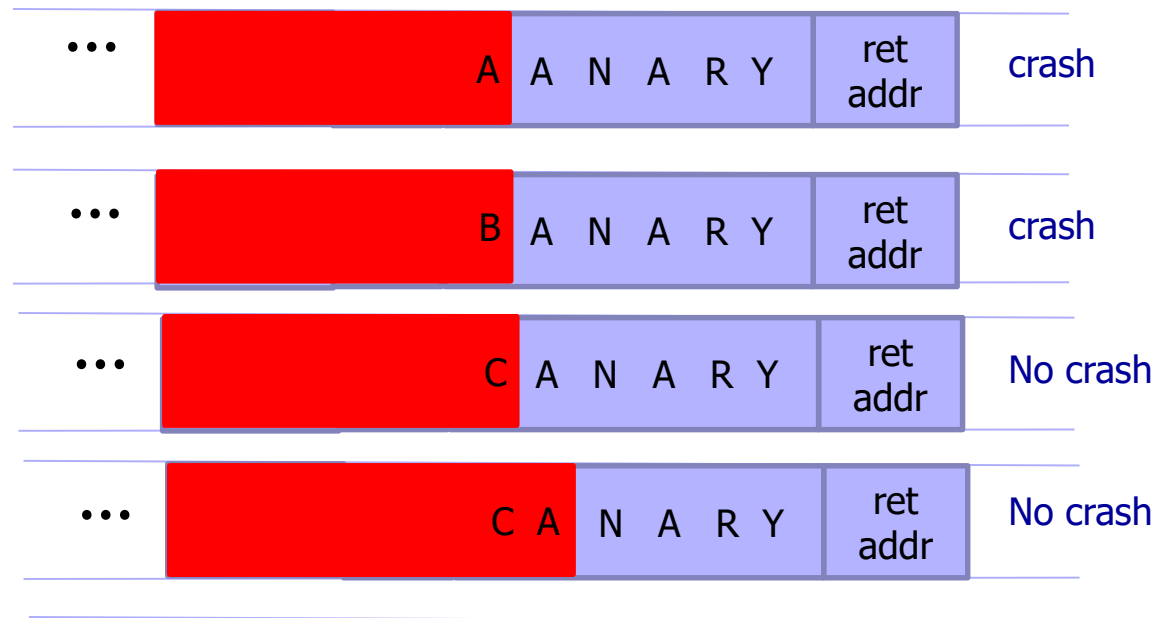 ... A A N A R Y ret addr crash
... B A N A R Y ret addr crash
... C A N A R Y ret addr No crash
... C A N A R Y ret addr No crash